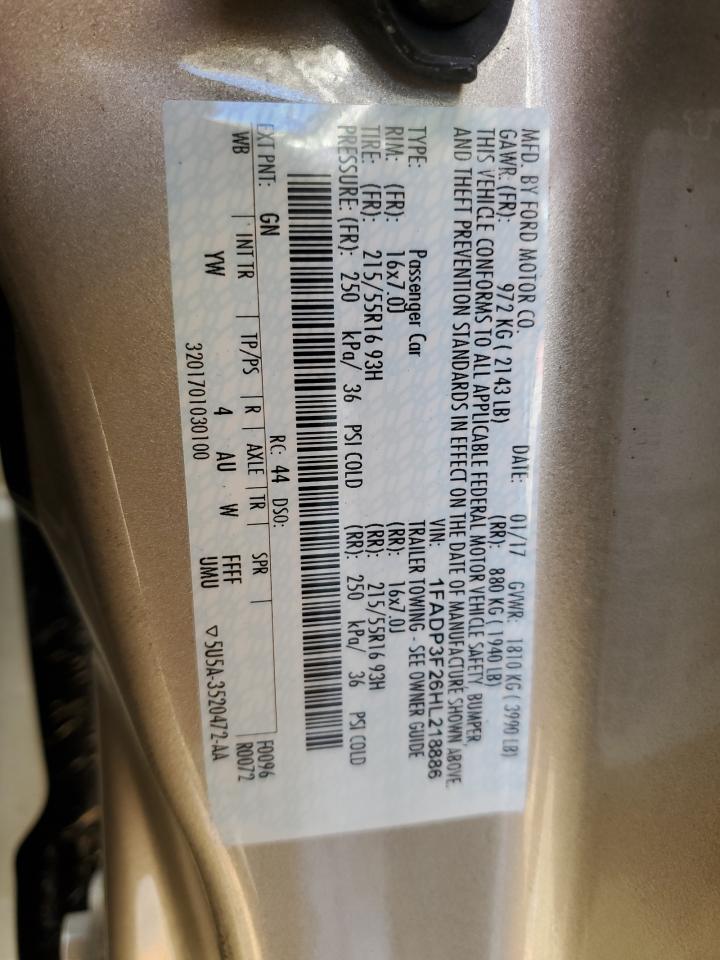 MFD. BY FORD MOTOR CO.
DATE: 01/17 GVWR: 1810 KG ( 3990 LB)
GAWR: (FR): 972 KG ( 2143 LB) (RR): 880 KG ( 1940 LB)
THIS VEHICLE CONFORMS TO ALL APPLICABLE FEDERAL MOTOR VEHICLE SAFETY, BUMPER,
AND THEFT PREVENTION STANDARDS IN EFFECT ON THE DATE OF MANUFACTURE SHOWN ABOVE.
VIN: 1FADP3F26HL218886
TYPE: Passenger Car TRAILER TOWING - SEE OWNER GUIDE
RIM: (FR): 16x7.0J (RR): 16x7.0J
TIRE: (FR): 215/55R16 93H (RR): 215/55R16 93H
PRESSURE: (FR): 250 kPa/ 36 PSI COLD (RR): 250 kPa/ 36 PSI COLD
EXT PNT: GN RC: 44 DSO: F0096
WB INT TR TP/PS R AXLE TR SPR R0072
YW 4 AU W FFFF
3201701030100 UMU ▽5U5A-3520472-AA